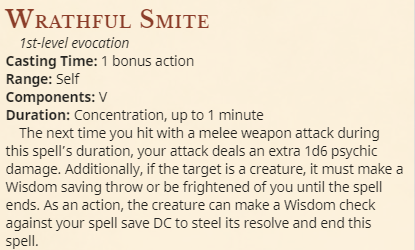 Wrathful Smite
1st-level evocation
Casting Time: 1 bonus action
Range: Self
Components: V
Duration: Concentration, up to 1 minute
The next time you hit with a melee weapon attack during
this spell's duration, your attack deals an extra 1d6 psychic
damage. Additionally, if the target is a creature, it must make a
Wisdom saving throw or be frightened of you until the spell
ends. As an action, the creature can make a Wisdom check
against your spell save DC to steel its resolve and end this
spell.